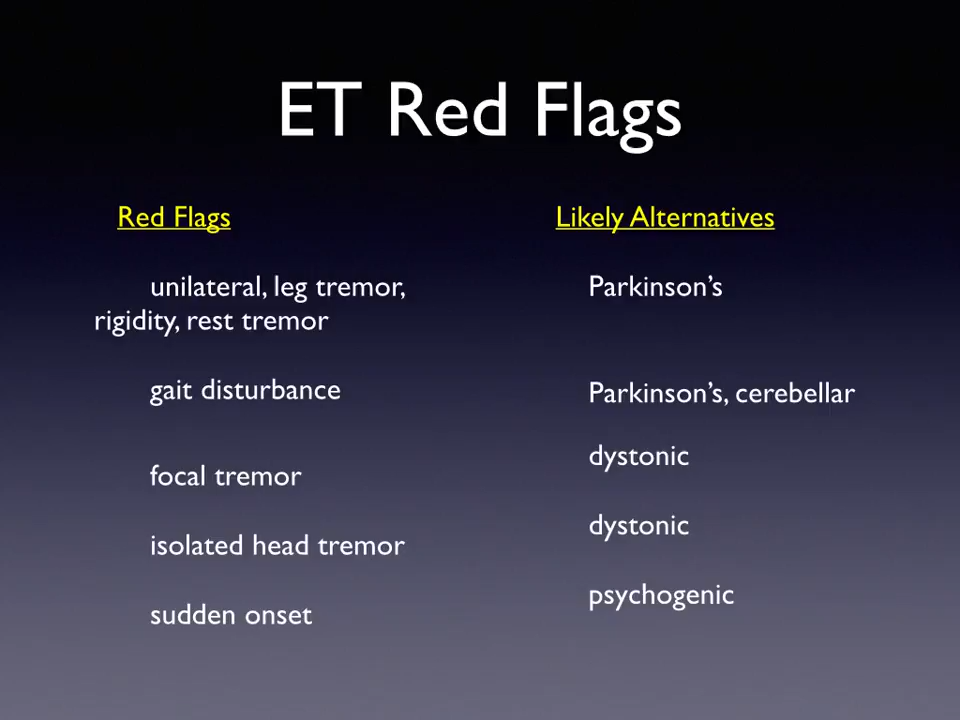 ET Red Flags
Red Flags
unilateral, leg tremor,
rigidity, rest tremor
gait disturbance
focal tremor
isolated head tremor
sudden onset
Likely Alternatives
Parkinson’s
Parkinson’s, cerebellar
dystonic
dystonic
psychogenic